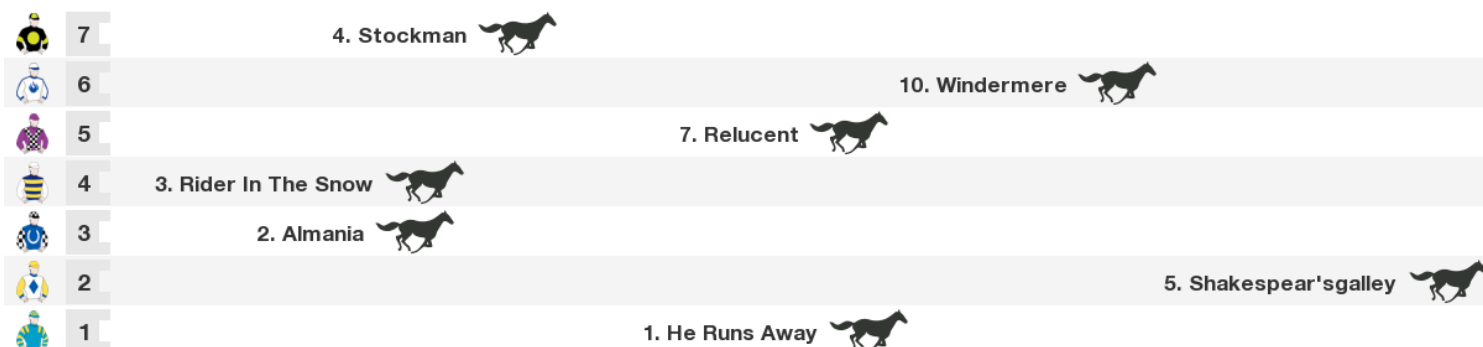 7 4. Stockman
6 10. Windermere
5 7. Relucent
4 3. Rider In The Snow
3 2. Almania
2 5. Shakespear'sgalley
1 1. He Runs Away